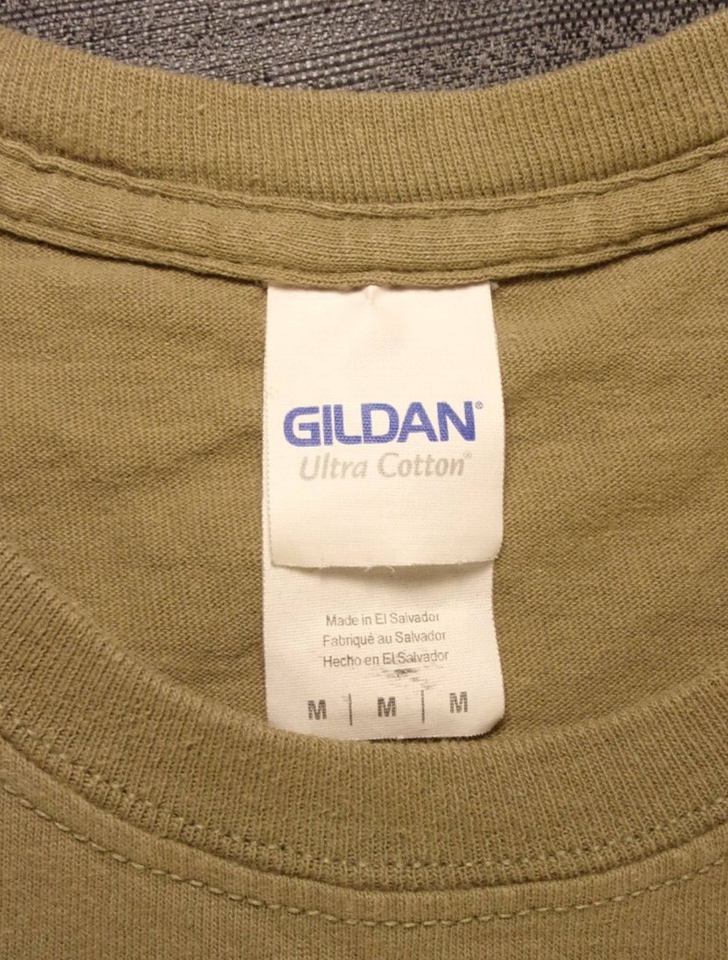 GILDAN®
Ultra Cotton®
Made in El Salvador
Fabriqué au Salvador
Hecho en El Salvador
M | M | M